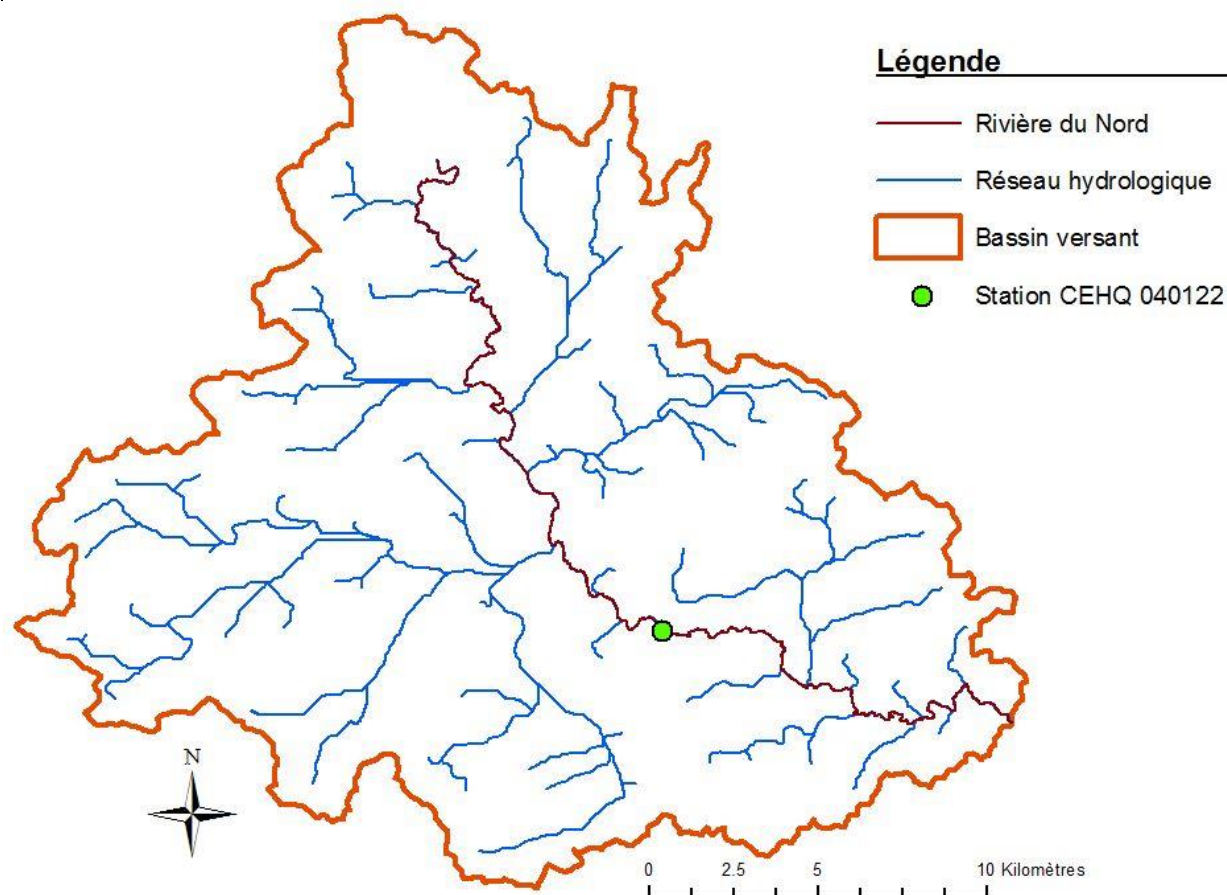 Légende
Rivière du Nord
Réseau hydrologique
Bassin versant
Station CEHQ 040122
N
0 2.5 5 10 Kilomètres